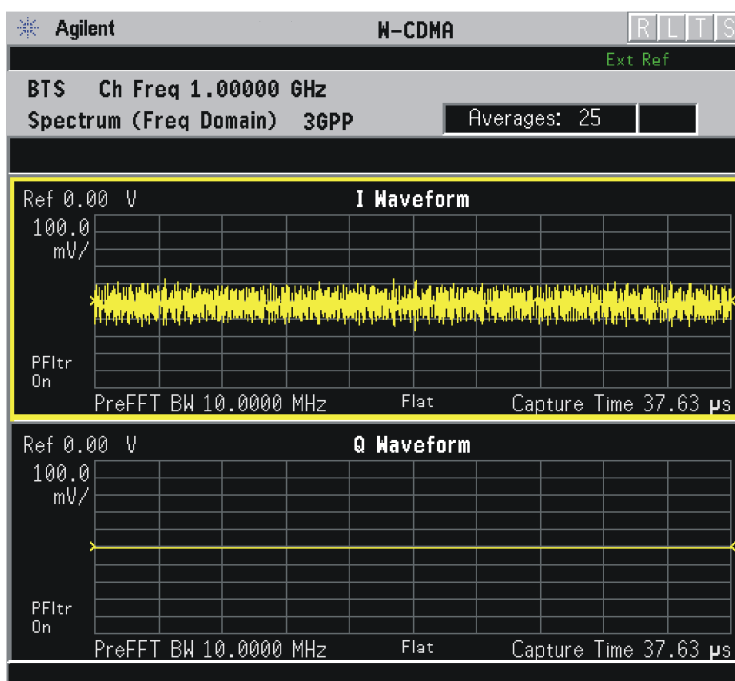 Agilent W-CDMA R L T S
Ext Ref
BTS Ch Freq 1.00000 GHz
Spectrum (Freq Domain) 3GPP Averages: 25
Ref 0.00 V I Waveform
100.0
mV/
PFltr
On
PreFFT BW 10.0000 MHz Flat Capture Time 37.63 µs
Ref 0.00 V Q Waveform
100.0
mV/
PFltr
On
PreFFT BW 10.0000 MHz Flat Capture Time 37.63 µs